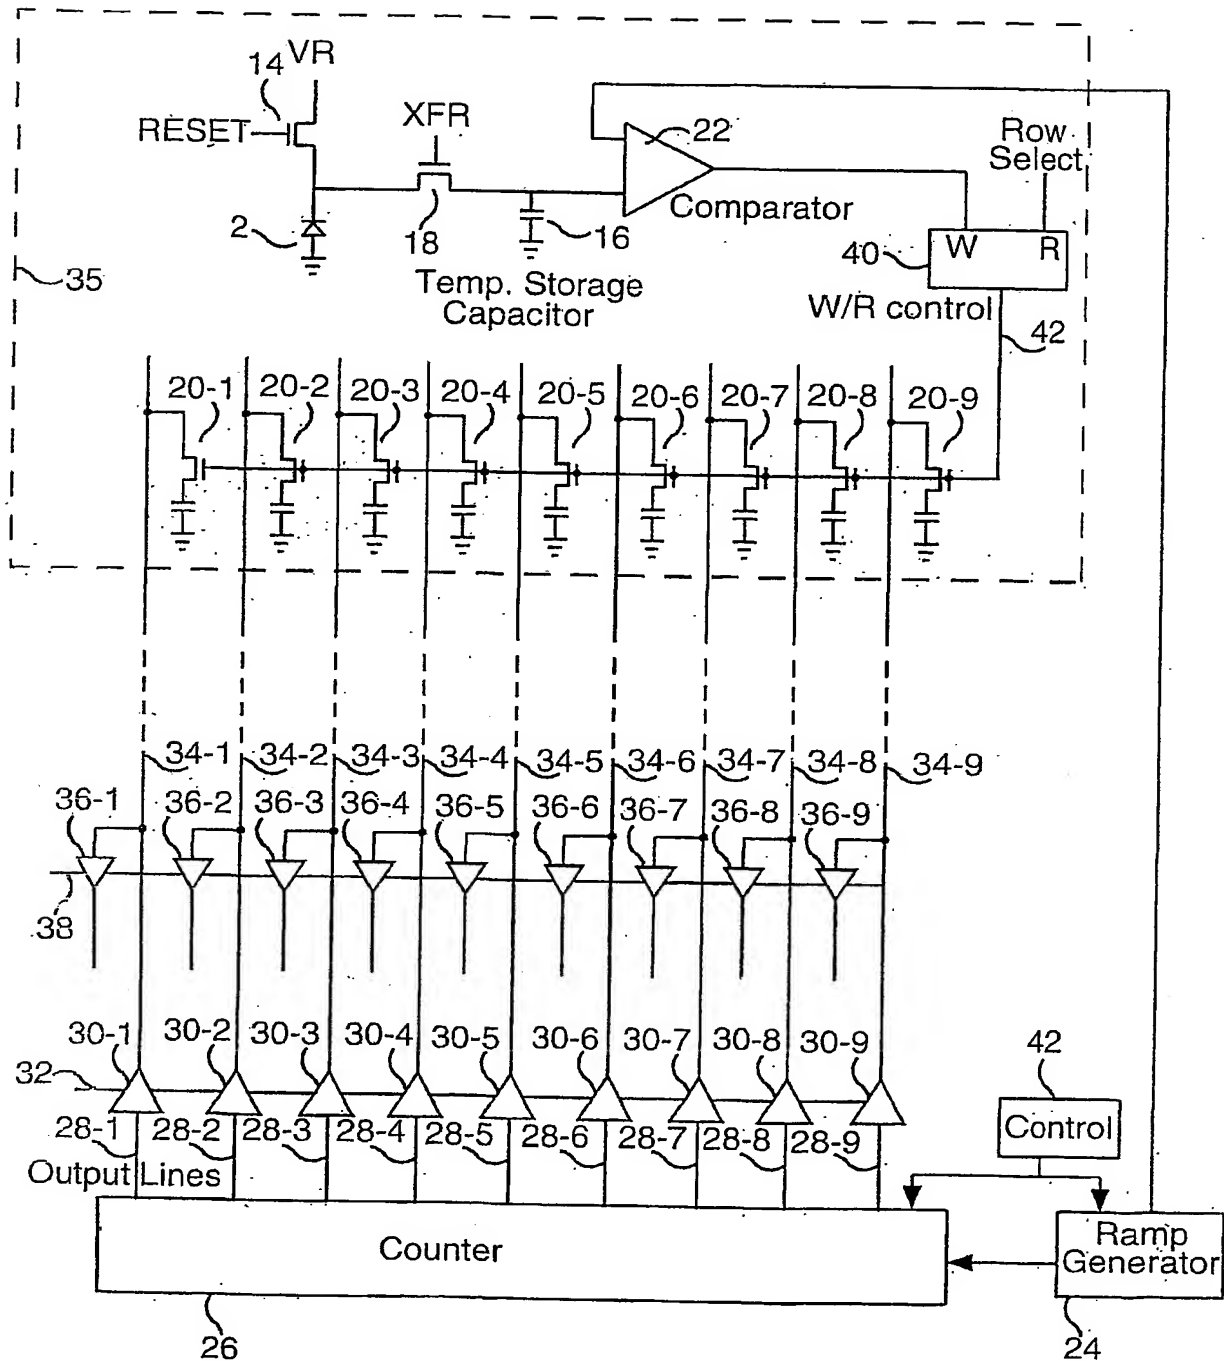 14 VR
RESET
XFR
22
Row
Select
2
18
16
Comparator
W R
40
35
Temp. Storage
Capacitor
W/R control
42
20-1 20-2 20-3 20-4 20-5 20-6 20-7 20-8 20-9
34-1 34-2 34-3 34-4 34-5 34-6 34-7 34-8 34-9
36-1 36-2 36-3 36-4 36-5 36-6 36-7 36-8 36-9
38
30-1 30-2 30-3 30-4 30-5 30-6 30-7 30-8 30-9
42
32
Control
28-1 28-2 28-3 28-4 28-5 28-6 28-7 28-8 28-9
Output Lines
Counter
Ramp
Generator
26
24